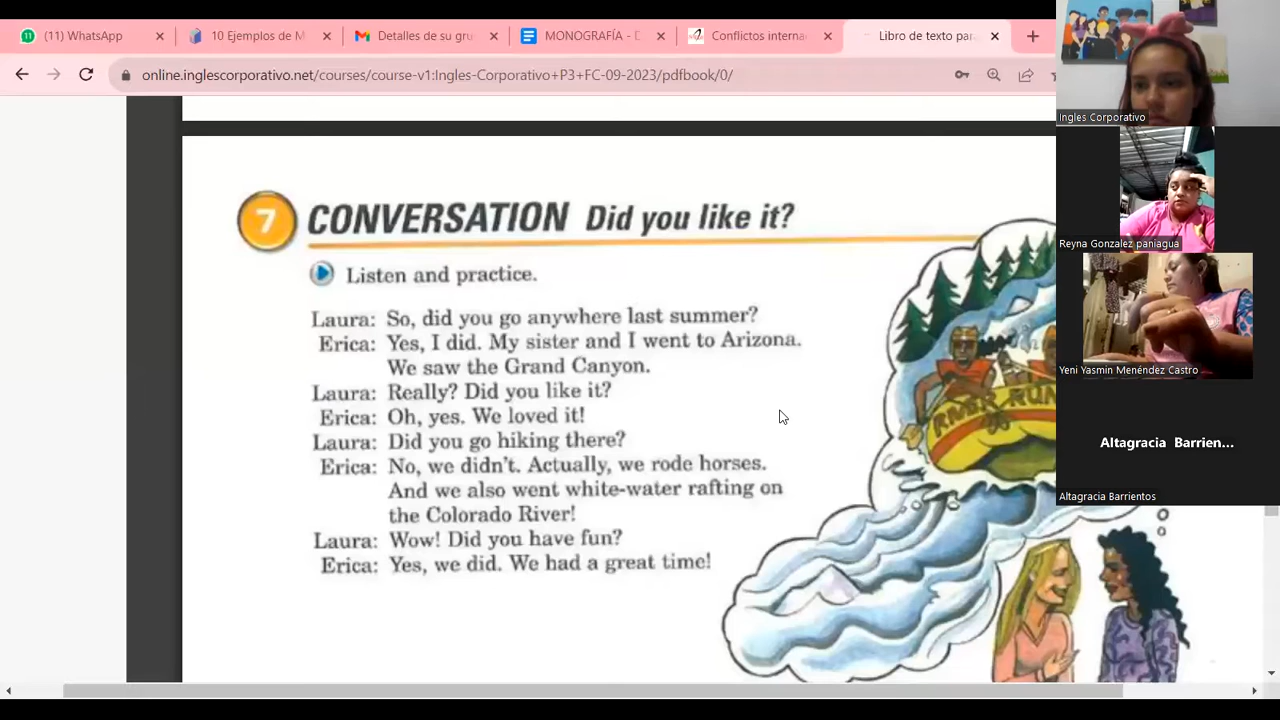 (11) WhatsApp
10 Ejemplos de M
Detalles de su gru
MONOGRAFÍA - D
Conflictos interna
Libro de texto par
online.inglescorporativo.net/courses/course-v1:Ingles-Corporativo+P3+FC-09-2023/pdfbook/0/
7 CONVERSATION Did you like it?
Listen and practice.
Laura: So, did you go anywhere last summer?
Erica: Yes, I did. My sister and I went to Arizona.
We saw the Grand Canyon.
Laura: Really? Did you like it?
Erica: Oh, yes. We loved it!
Laura: Did you go hiking there?
Erica: No, we didn't. Actually, we rode horses.
And we also went white-water rafting on
the Colorado River!
Laura: Wow! Did you have fun?
Erica: Yes, we did. We had a great time!
RIVER RUN
Ingles Corporativo
Reyna Gonzalez paniagua
Yeni Yasmin Menéndez Castro
Altagracia Barrien...
Altagracia Barrientos